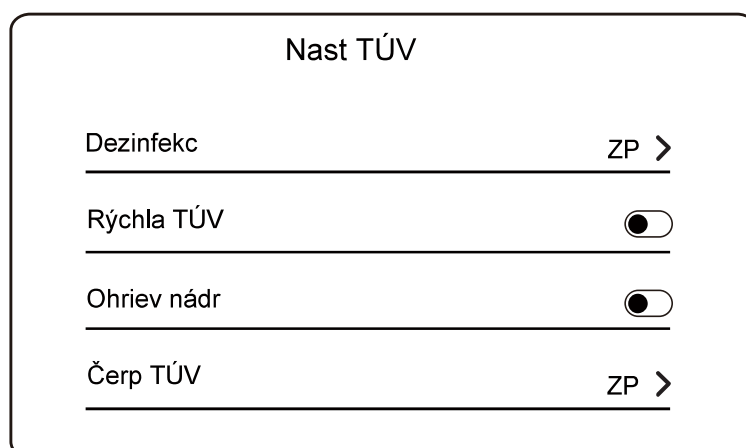 Nast TÚV
Dezinfekc ZP
Rýchla TÚV
Ohriev nádr
Čerp TÚV ZP